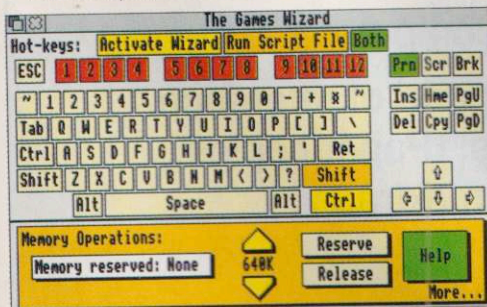 The Games Wizard
Hot-keys: Activate Wizard Run Script File Both
ESC 1 2 3 4 5 6 7 8 9 10 11 12 Prn Scr Brk
~ 1 2 3 4 5 6 7 8 9 0 - + § ~ Ins Hme PgU
Tab Q W E R T Y U I O P [ ] \ Del Cpy PgD
Ctrl A S D F G H J K L ; ' Ret
Shift Z X C V B N M < > ? Shift
Alt Space Alt Ctrl
Memory Operations:
Memory reserved: None
640K
Reserve
Release
Help
More...